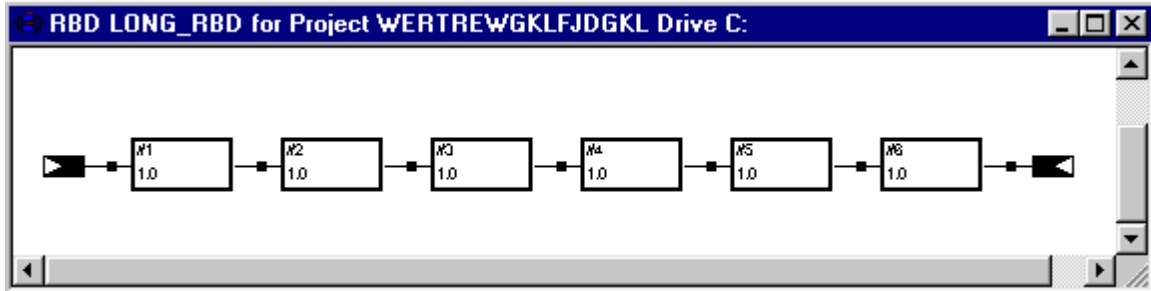 RBD LONG_RBD for Project WERTREWGKLFJDGKL Drive C:
#1 #2 #3 #4 #5 #6
1.0 1.0 1.0 1.0 1.0 1.0